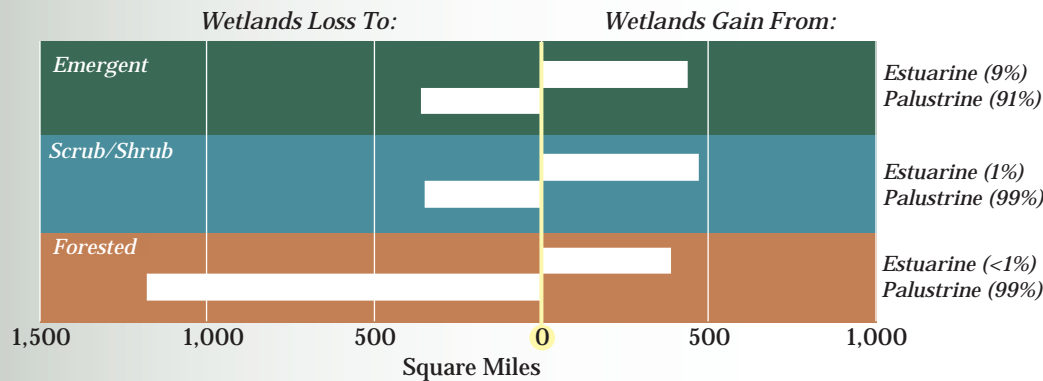 Wetlands Loss To:
Wetlands Gain From:
Emergent
Estuarine (9%)
Palustrine (91%)
Scrub/Shrub
Estuarine (1%)
Palustrine (99%)
Forested
Estuarine (<1%)
Palustrine (99%)
1,500 1,000 500 0 500 1,000
Square Miles